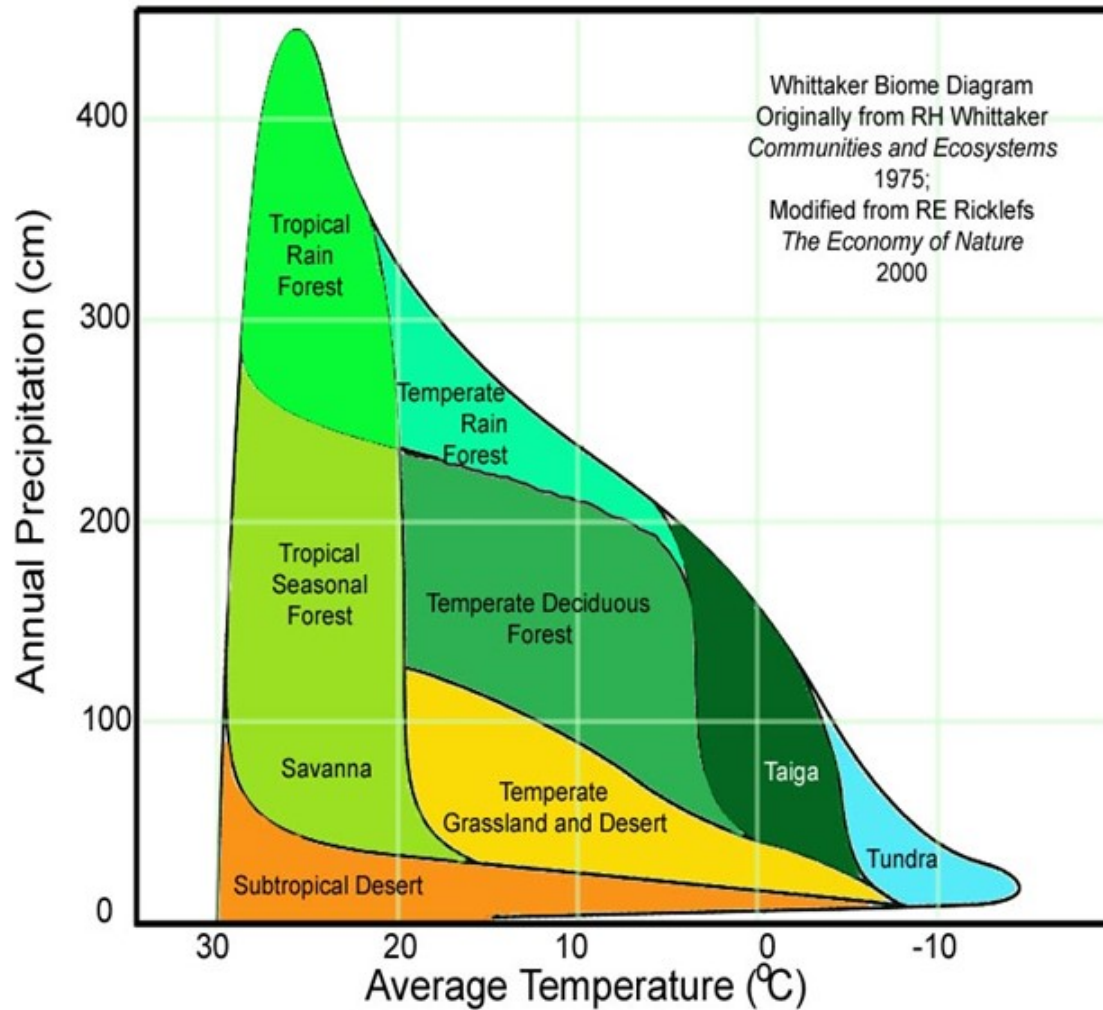 Whittaker Biome Diagram
Originally from RH Whittaker
Communities and Ecosystems
1975;
Modified from RE Ricklefs
The Economy of Nature
2000
Annual Precipitation (cm)
400
300
200
100
0
Tropical
Rain
Forest
Temperate
Rain
Forest
Tropical
Seasonal
Forest
Temperate Deciduous
Forest
Savanna
Temperate
Grassland and Desert
Taiga
Tundra
Subtropical Desert
30 20 10 0 -10
Average Temperature (ºC)